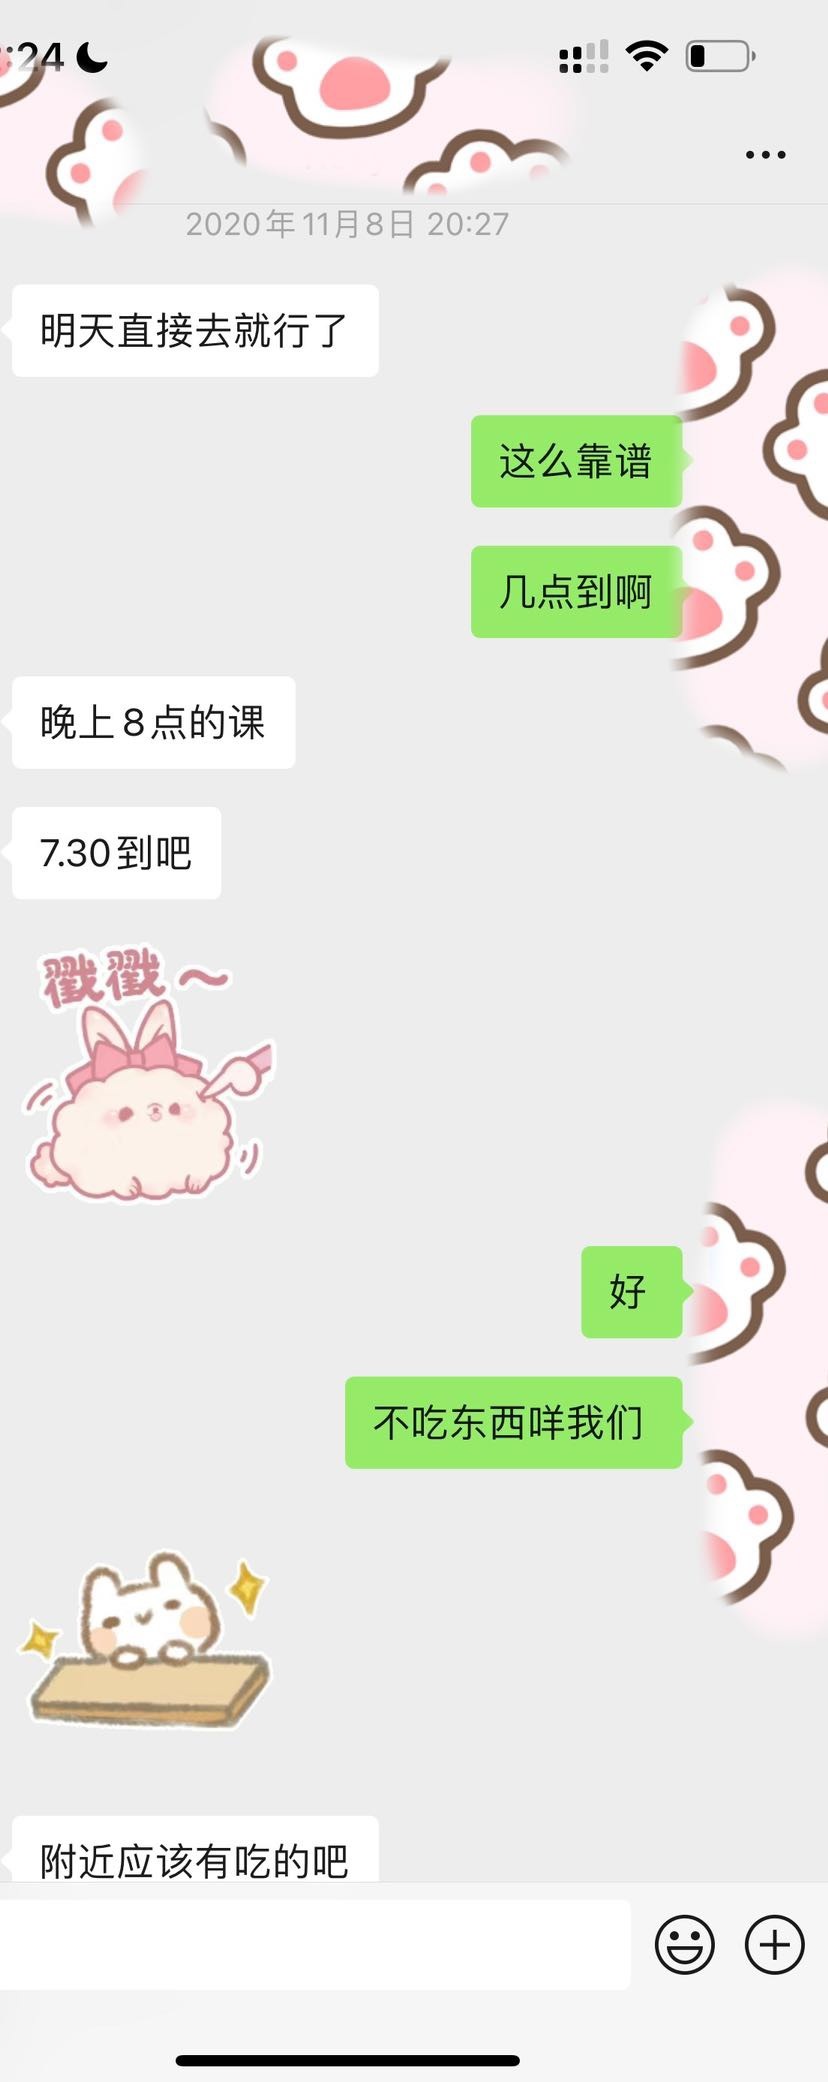 :24
2020年11月8日 20:27
明天直接去就行了
这么靠谱
几点到啊
晚上8点的课
7.30到吧
戳戳～
好
不吃东西咩我们
附近应该有吃的吧